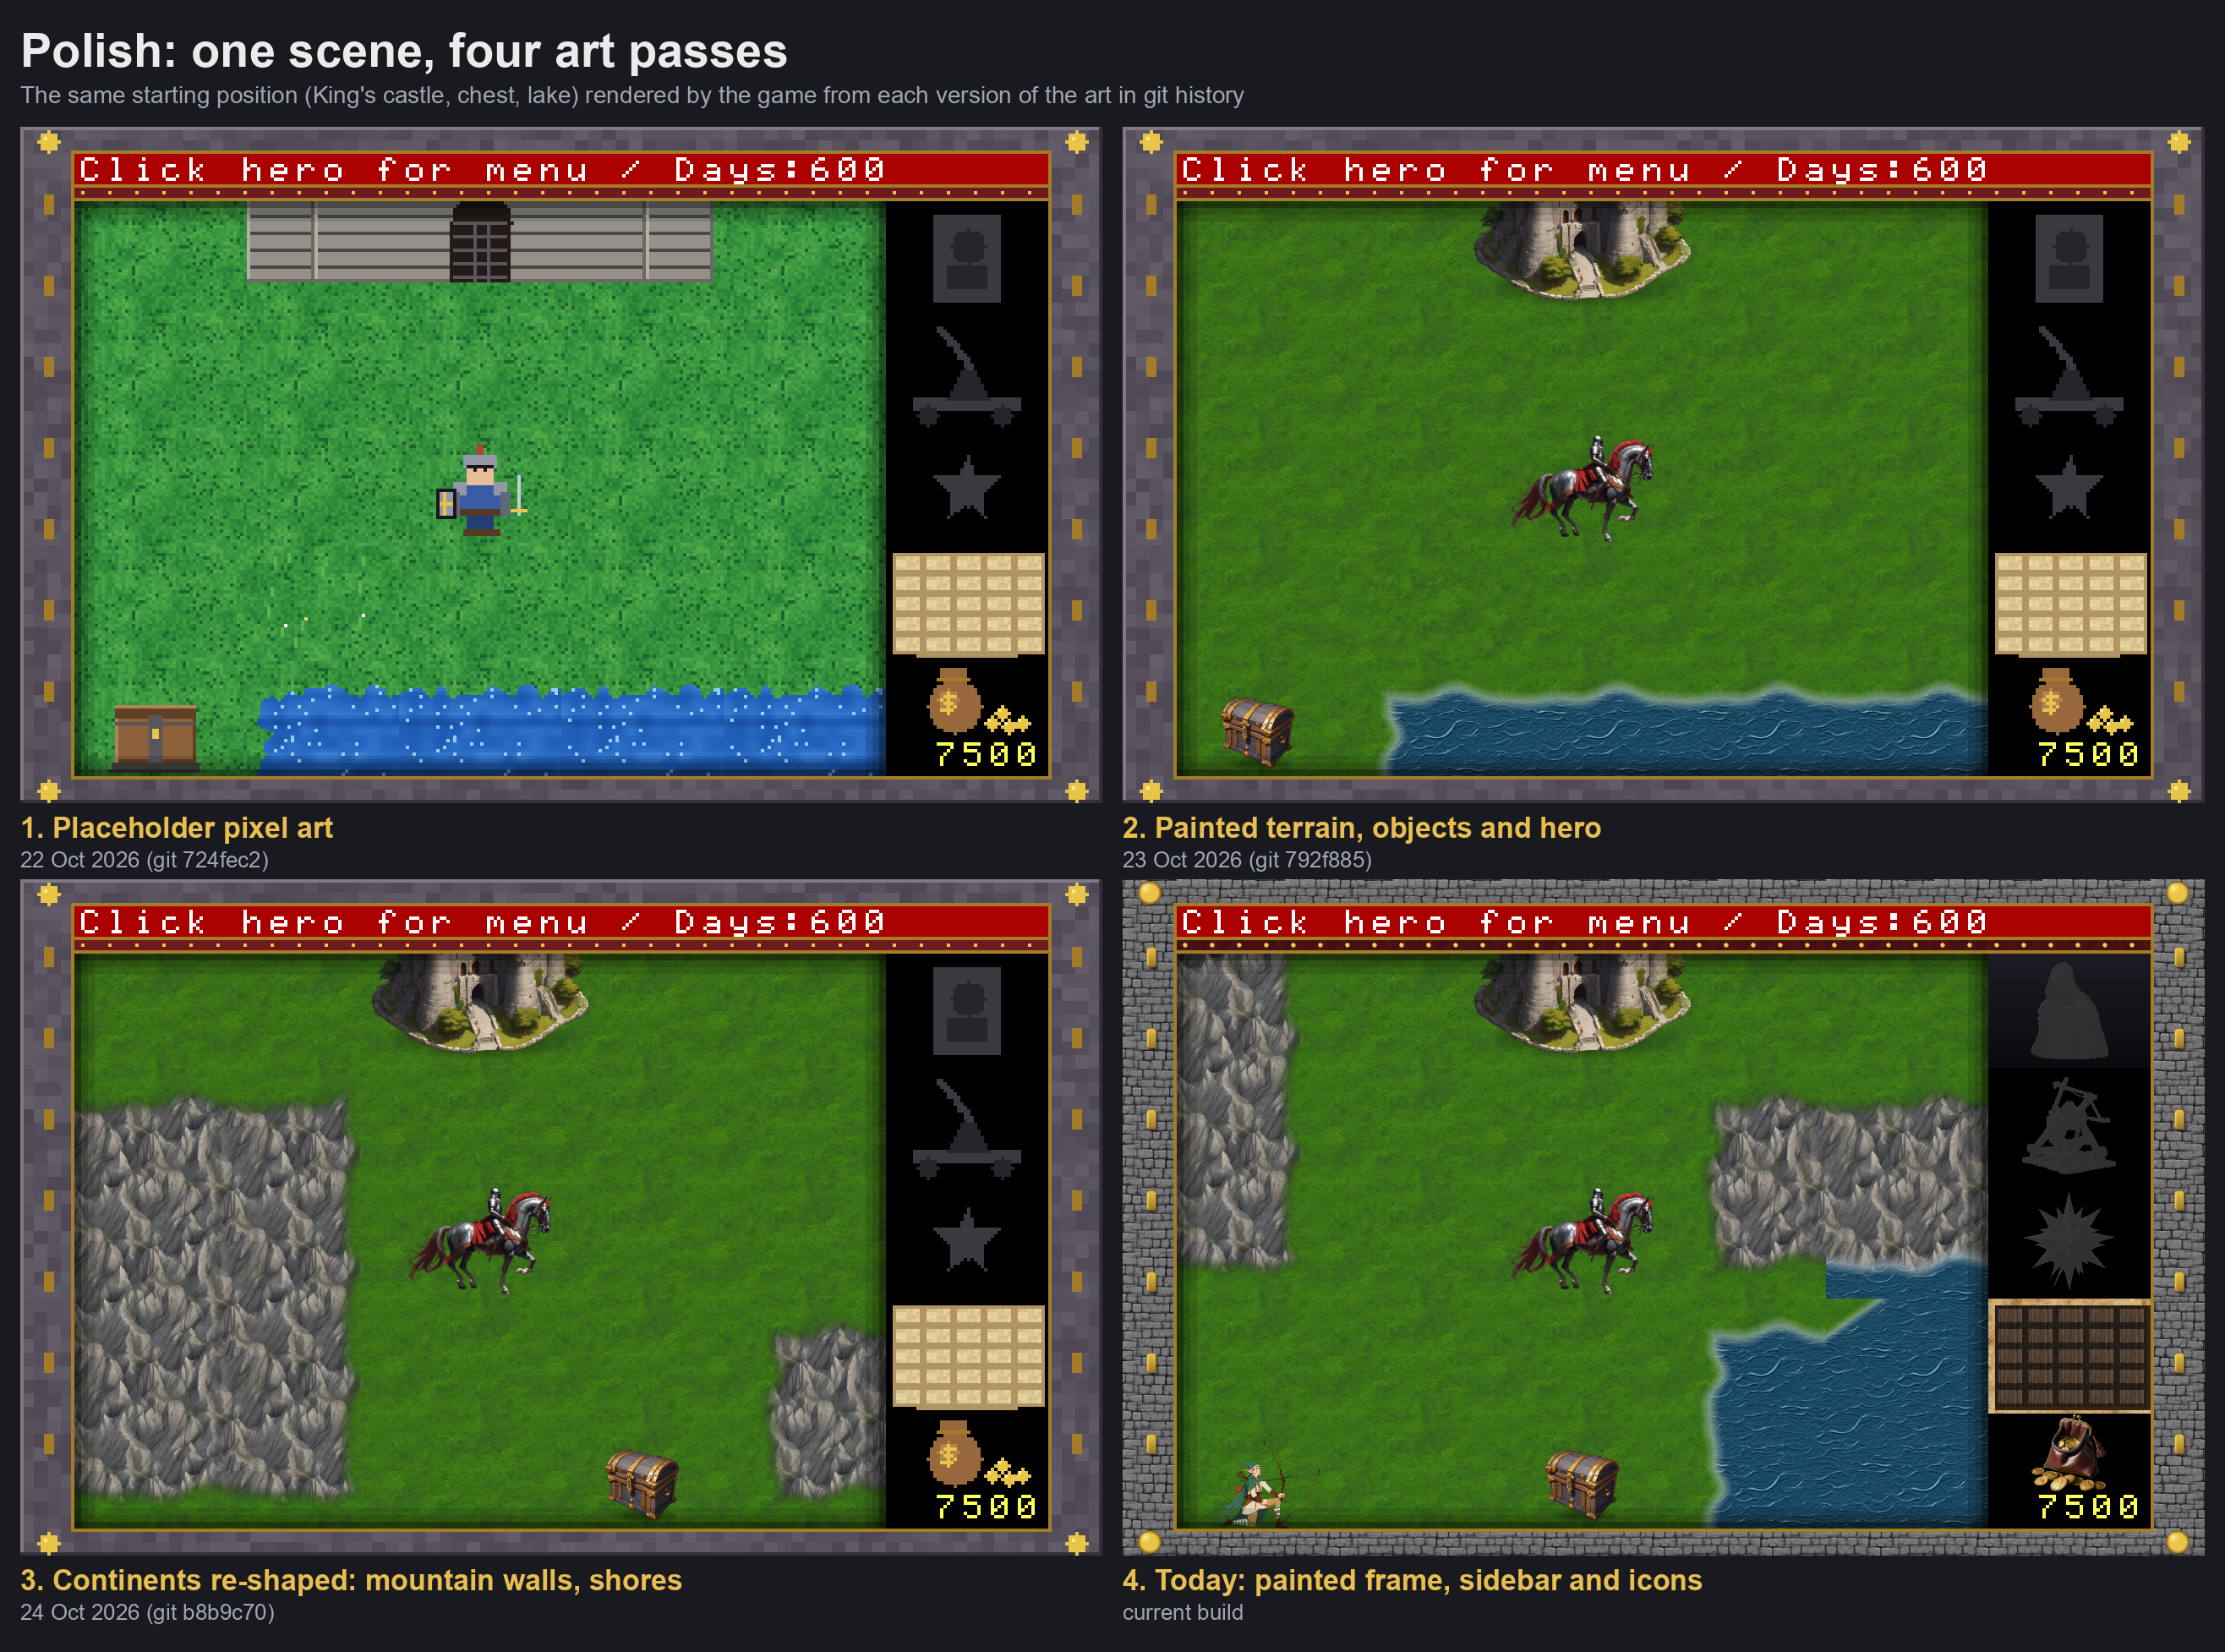 Polish: one scene, four art passes
The same starting position (King's castle, chest, lake) rendered by the game from each version of the art in git history
Click hero for menu / Days:600
7500
1. Placeholder pixel art
22 Oct 2026 (git 724fec2)
Click hero for menu / Days:600
7500
2. Painted terrain, objects and hero
23 Oct 2026 (git 792f885)
Click hero for menu / Days:600
7500
3. Continents re-shaped: mountain walls, shores
24 Oct 2026 (git b8b9c70)
Click hero for menu / Days:600
7500
4. Today: painted frame, sidebar and icons
current build